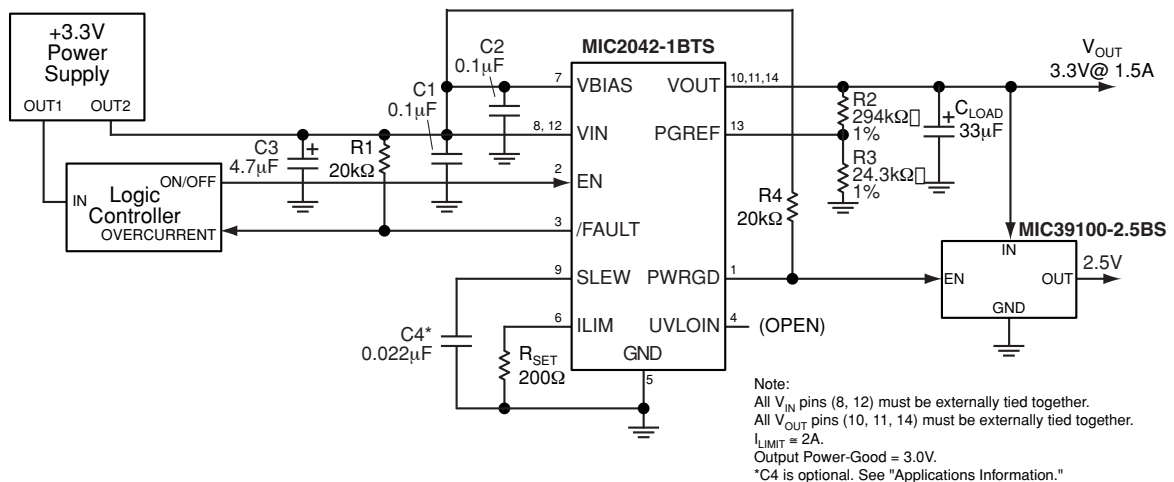 +3.3V
Power
Supply
OUT1 OUT2
C3
4.7µF
R1
20kΩ
C1
0.1µF
C2
0.1µF
Logic
Controller
IN
ON/OFF
OVERCURRENT
C4*
0.022µF
R_SET
200Ω
MIC2042-1BTS
7 VBIAS
8, 12 VIN
2 EN
3 /FAULT
9 SLEW
6 ILIM
VOUT 10,11,14
PGREF 13
PWRGD 1
UVLOIN 4 (OPEN)
GND
5
R4
20kΩ
R2
294kΩ▯
1%
R3
24.3kΩ▯
1%
+ C_LOAD
33µF
V_OUT
3.3V@ 1.5A
MIC39100-2.5BS
IN
EN
OUT
GND
2.5V
Note:
All V_IN pins (8, 12) must be externally tied together.
All V_OUT pins (10, 11, 14) must be externally tied together.
I_LIMIT ≅ 2A.
Output Power-Good = 3.0V.
*C4 is optional. See "Applications Information."